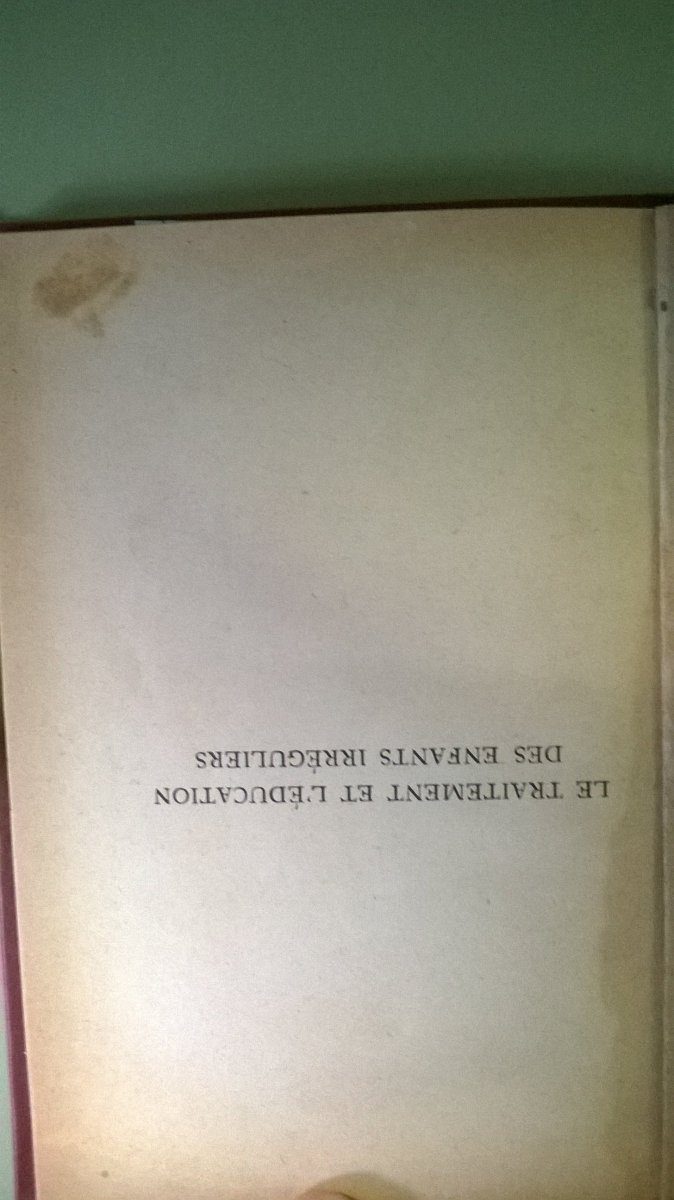 LE TRAITEMENT ET L'ÉDUCATION
DES ENFANTS IRRÉGULIERS